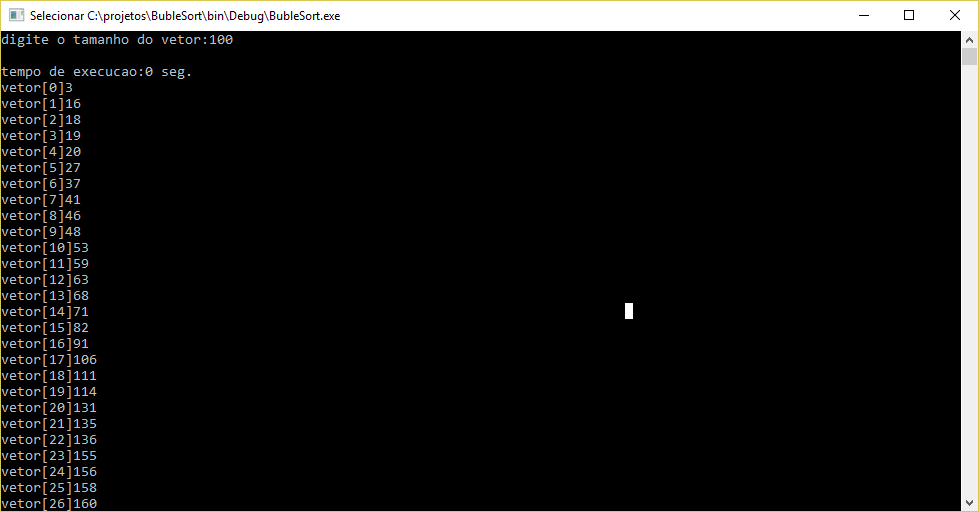 Selecionar C:\projetos\BubleSort\bin\Debug\BubleSort.exe
digite o tamanho do vetor:100
tempo de execucao:0 seg.
vetor[0]3
vetor[1]16
vetor[2]18
vetor[3]19
vetor[4]20
vetor[5]27
vetor[6]37
vetor[7]41
vetor[8]46
vetor[9]48
vetor[10]53
vetor[11]59
vetor[12]63
vetor[13]68
vetor[14]71
vetor[15]82
vetor[16]91
vetor[17]106
vetor[18]111
vetor[19]114
vetor[20]131
vetor[21]135
vetor[22]136
vetor[23]155
vetor[24]156
vetor[25]158
vetor[26]160